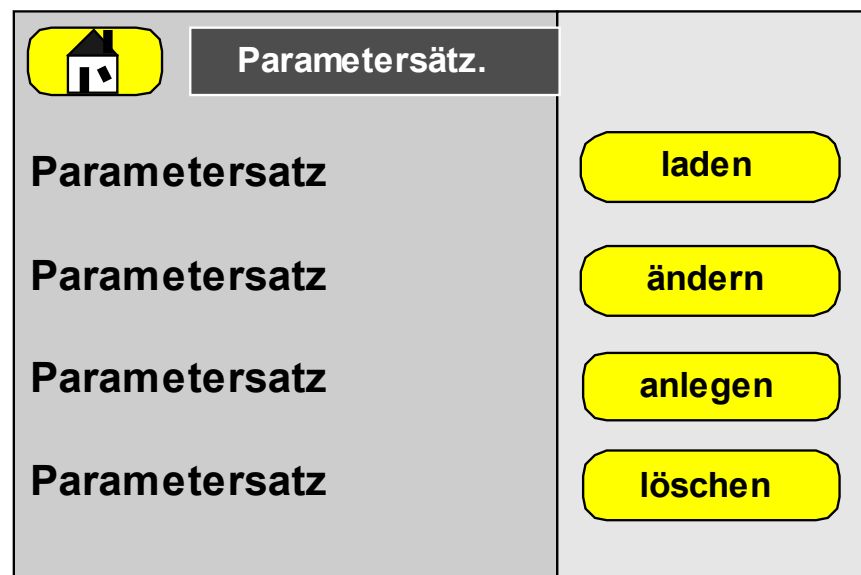 Parametersätz.
Parametersatz laden
Parametersatz ändern
Parametersatz anlegen
Parametersatz löschen